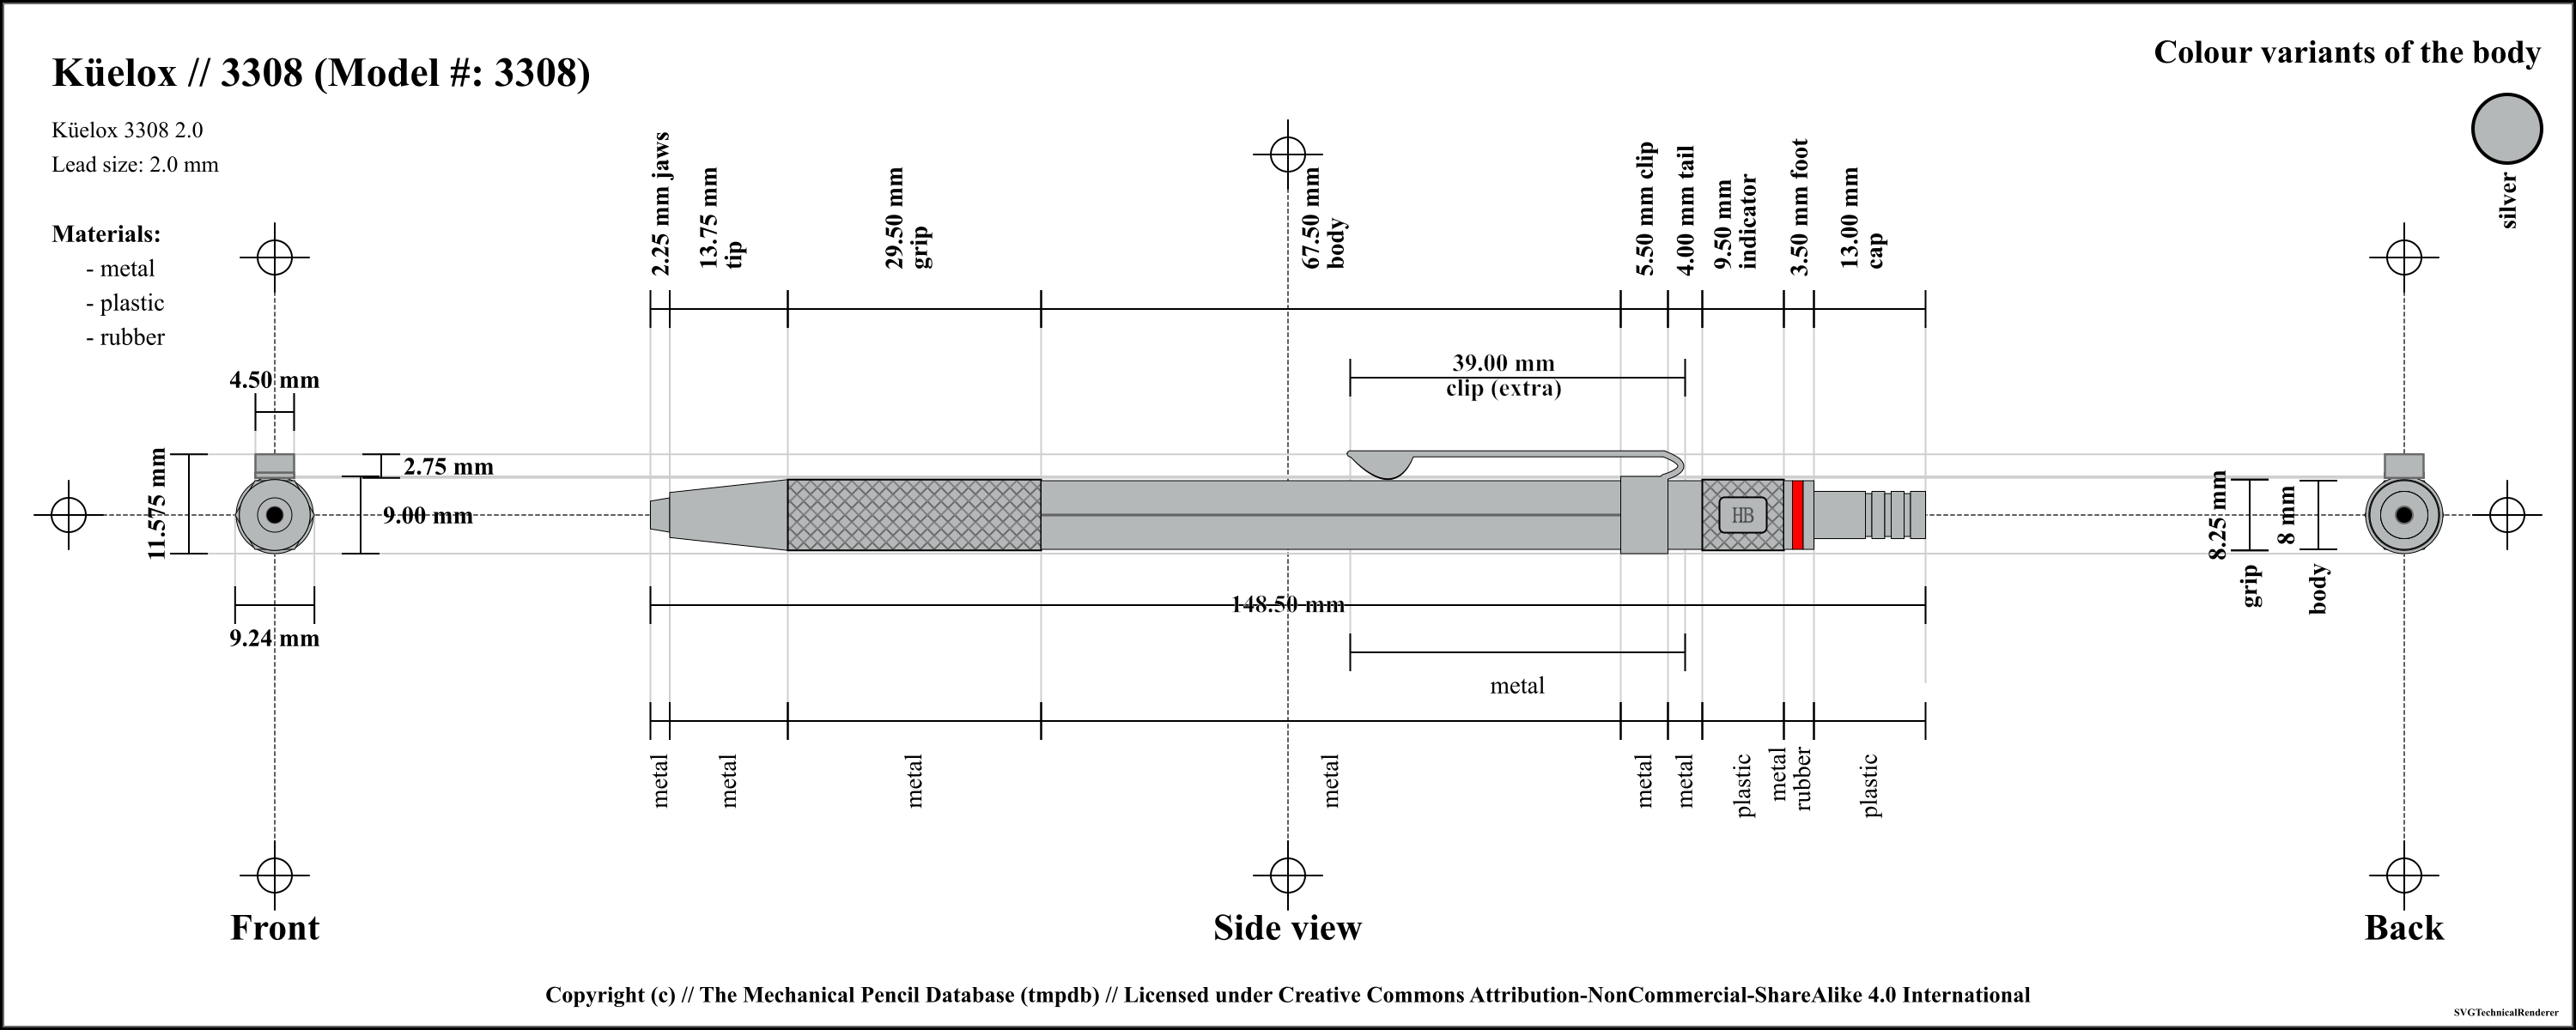 Küelox // 3308 (Model #: 3308)
Küelox 3308 2.0
Lead size: 2.0 mm
Materials:
- metal
- plastic
- rubber
Colour variants of the body
silver
2.25 mm jaws
13.75 mm
tip
29.50 mm
grip
67.50 mm
body
5.50 mm clip
4.00 mm tail
9.50 mm
indicator
3.50 mm foot
13.00 mm
cap
39.00 mm
clip (extra)
4.50 mm
11.575 mm
2.75 mm
9.00 mm
9.24 mm
HB
148.50 mm
metal
8.25 mm
grip
8 mm
body
metal
metal
metal
metal
metal
metal
plastic
metal
rubber
plastic
Front
Side view
Back
Copyright (c) // The Mechanical Pencil Database (tmpdb) // Licensed under Creative Commons Attribution-NonCommercial-ShareAlike 4.0 International
SVGTechnicalRenderer